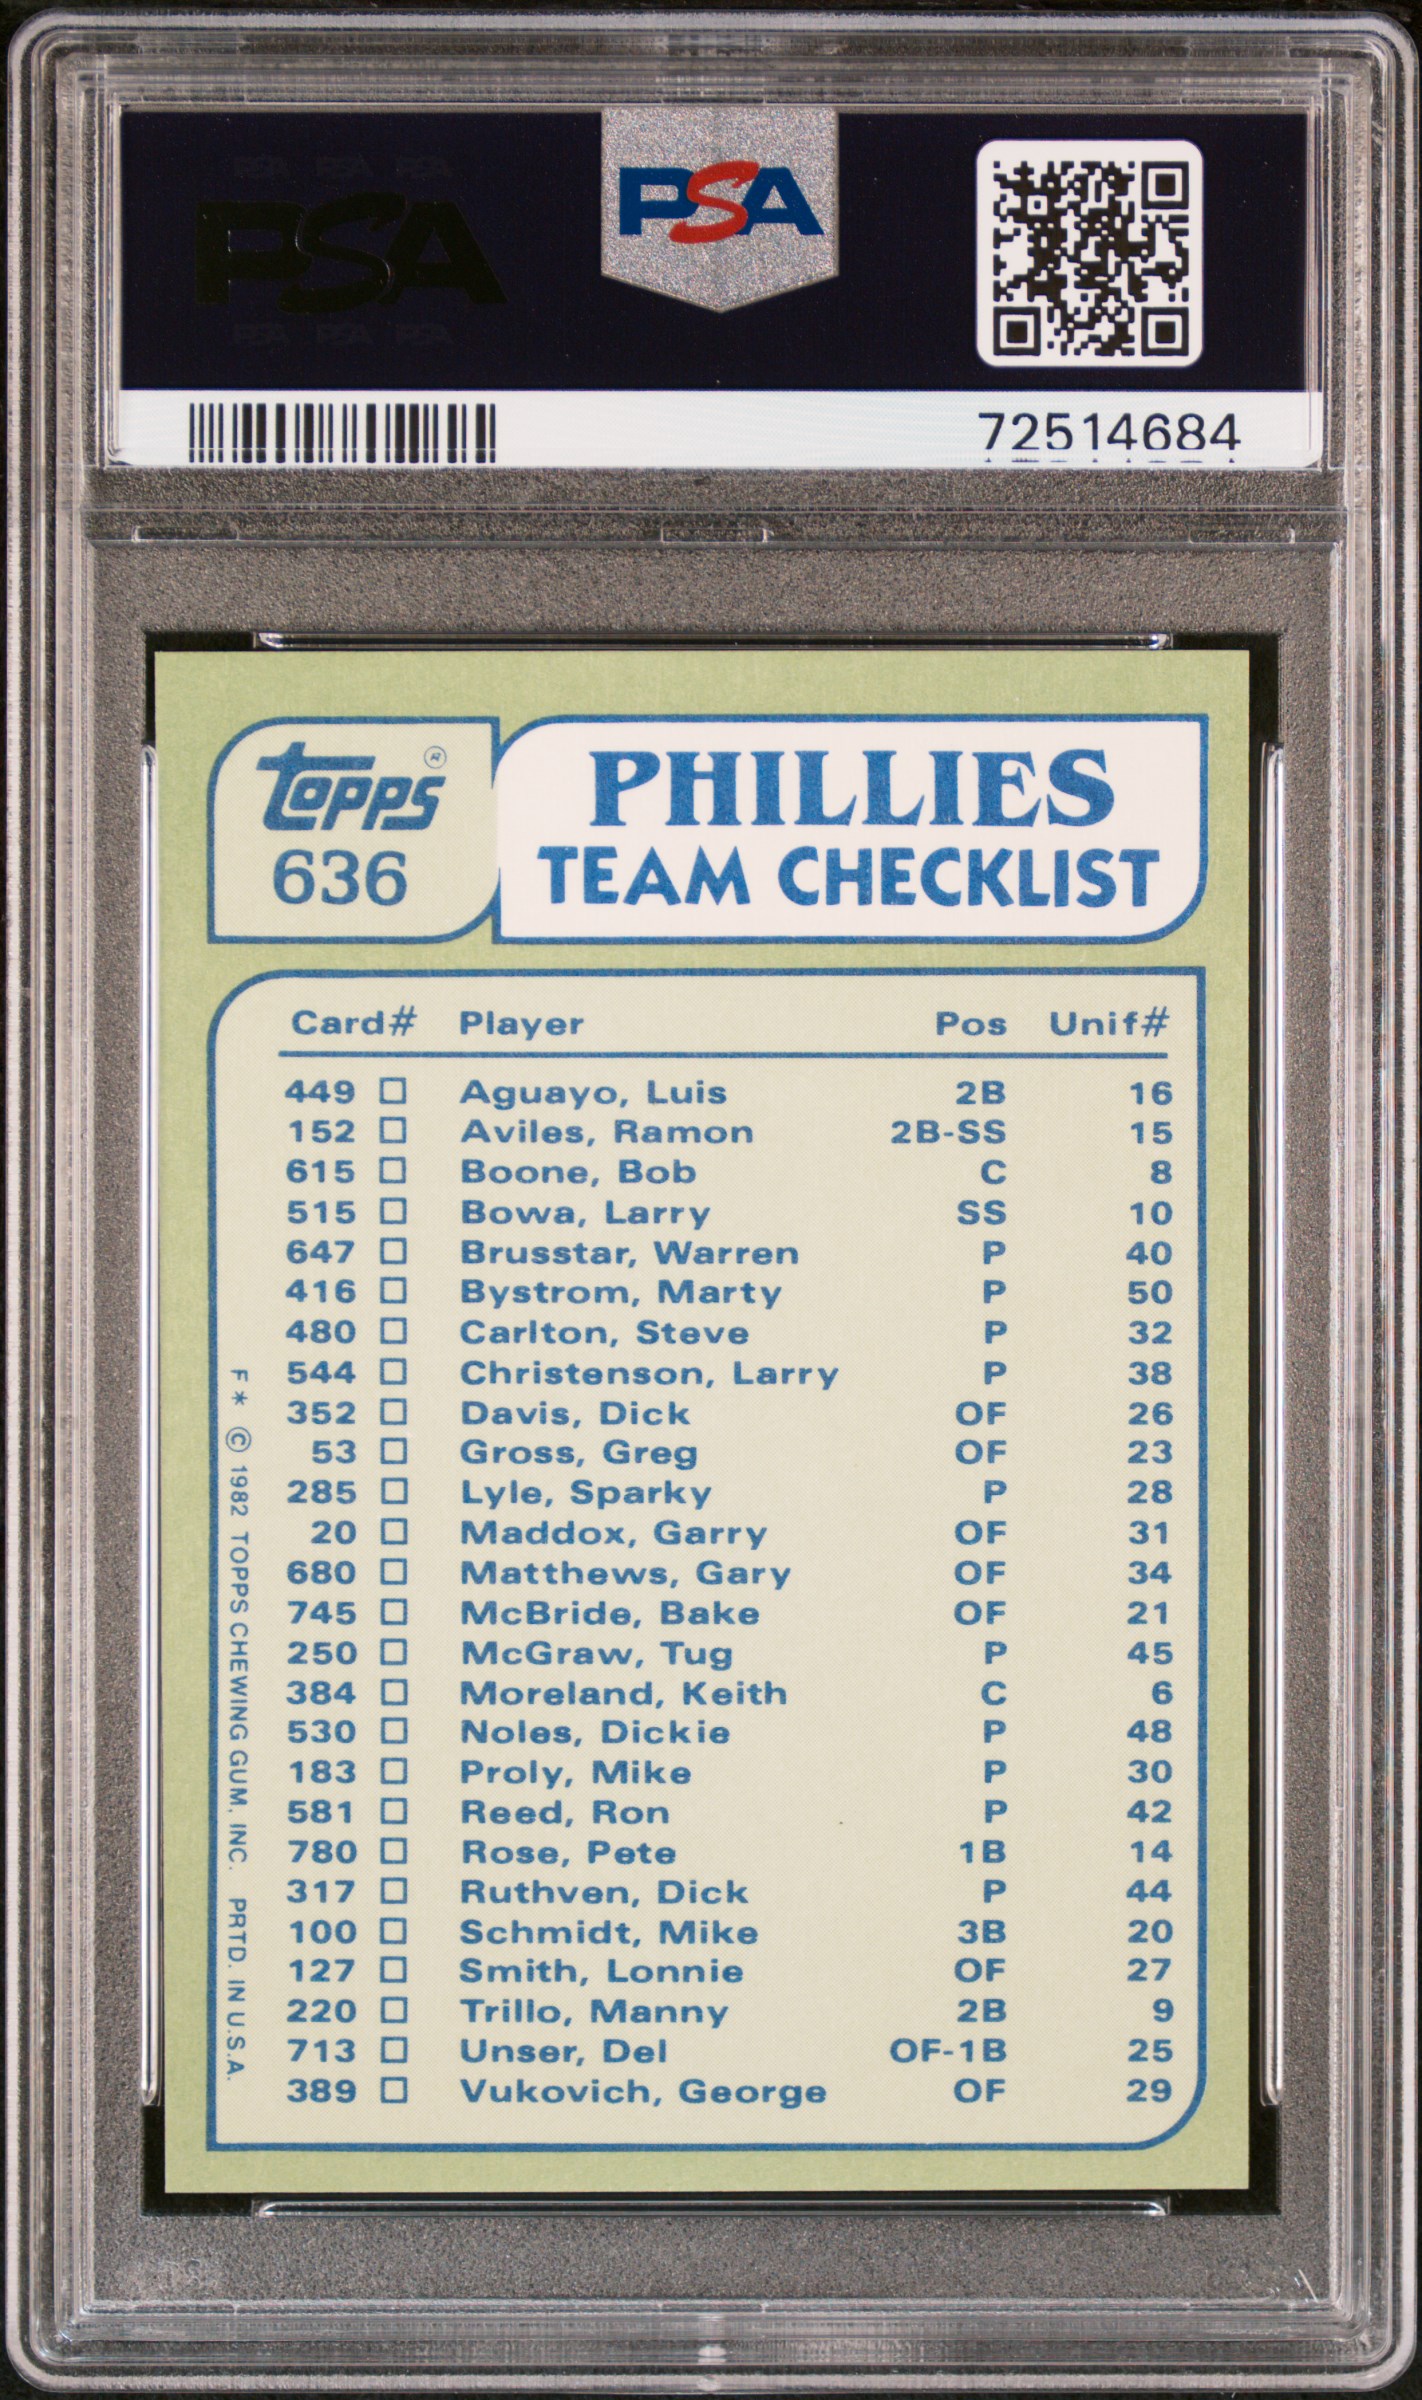 PSA PSA PSA
PSA
PSA PSA PSA
PSA
72514684
topps®
636
PHILLIES
TEAM CHECKLIST
Card# Player Pos Unif#
449 □ Aguayo, Luis 2B 16
152 □ Aviles, Ramon 2B-SS 15
615 □ Boone, Bob C 8
515 □ Bowa, Larry SS 10
647 □ Brusstar, Warren P 40
416 □ Bystrom, Marty P 50
480 □ Carlton, Steve P 32
544 □ Christenson, Larry P 38
352 □ Davis, Dick OF 26
53 □ Gross, Greg OF 23
285 □ Lyle, Sparky P 28
20 □ Maddox, Garry OF 31
680 □ Matthews, Gary OF 34
745 □ McBride, Bake OF 21
250 □ McGraw, Tug P 45
384 □ Moreland, Keith C 6
530 □ Noles, Dickie P 48
183 □ Proly, Mike P 30
581 □ Reed, Ron P 42
780 □ Rose, Pete 1B 14
317 □ Ruthven, Dick P 44
100 □ Schmidt, Mike 3B 20
127 □ Smith, Lonnie OF 27
220 □ Trillo, Manny 2B 9
713 □ Unser, Del OF-1B 25
389 □ Vukovich, George OF 29
F* © 1982 TOPPS CHEWING GUM, INC. PRTD. IN U.S.A.